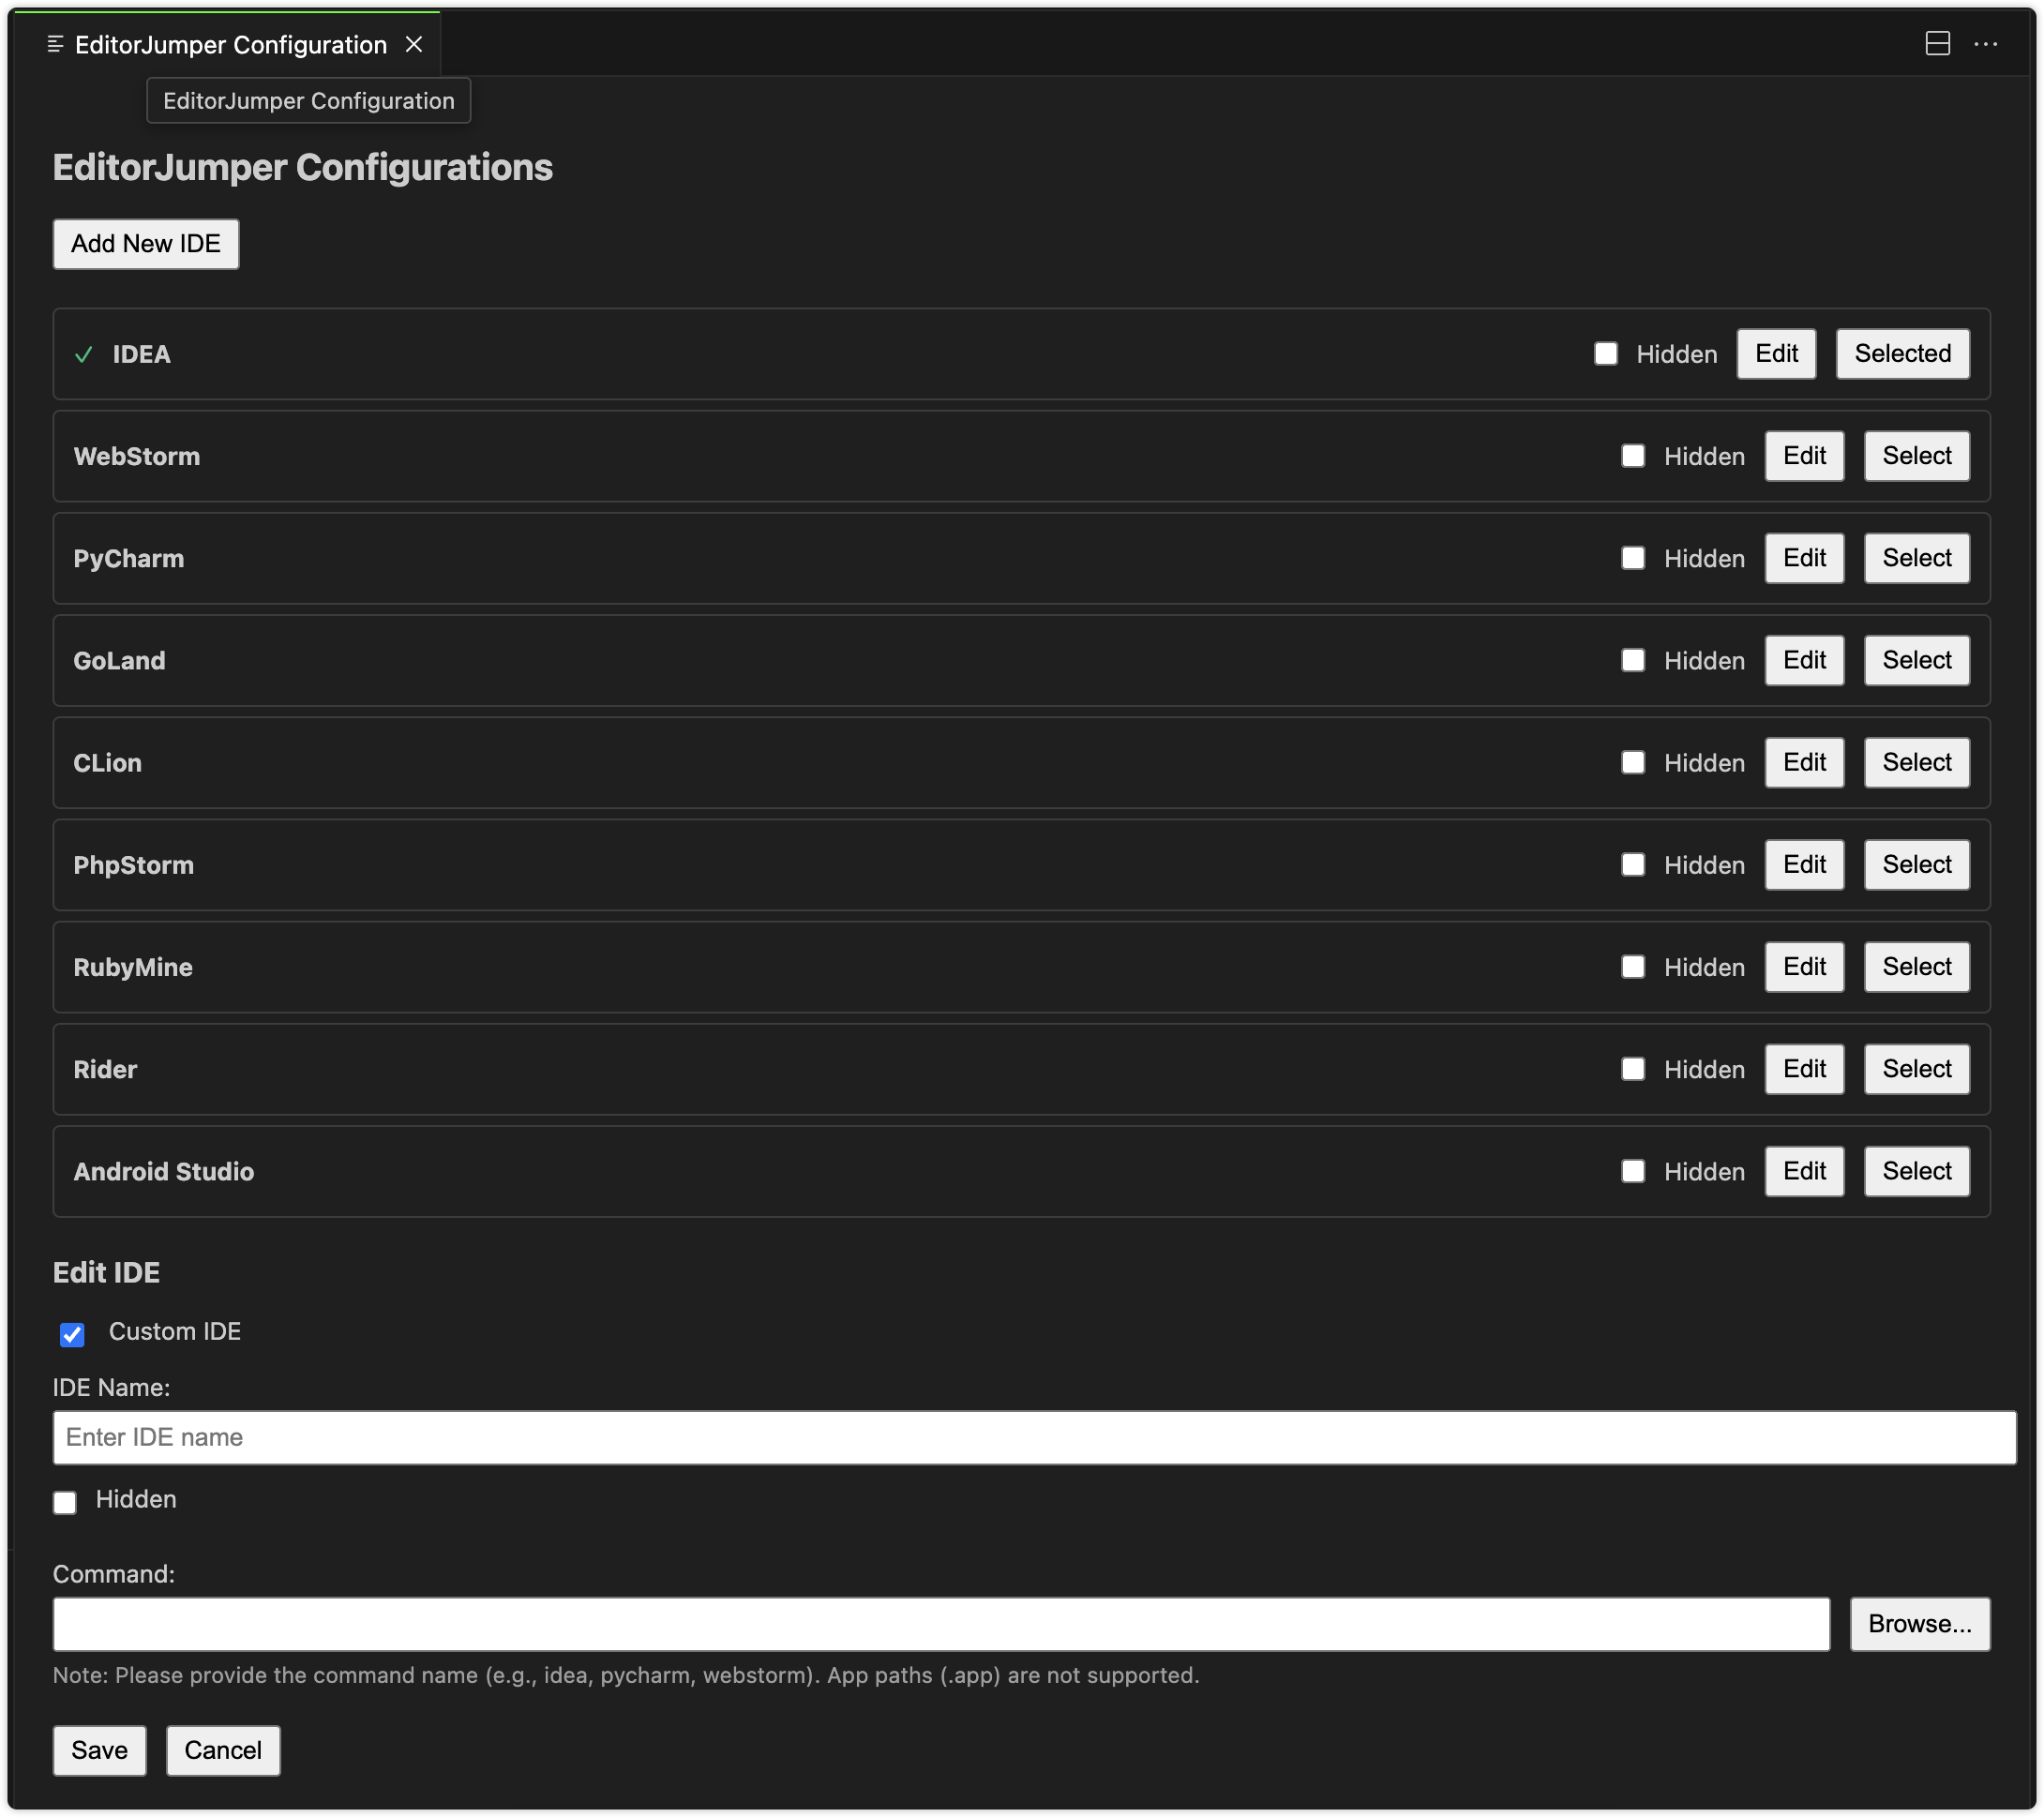 EditorJumper Configuration
EditorJumper Configuration
EditorJumper Configurations
Add New IDE
IDEA Hidden Edit Selected
WebStorm Hidden Edit Select
PyCharm Hidden Edit Select
GoLand Hidden Edit Select
CLion Hidden Edit Select
PhpStorm Hidden Edit Select
RubyMine Hidden Edit Select
Rider Hidden Edit Select
Android Studio Hidden Edit Select
Edit IDE
Custom IDE
IDE Name:
Enter IDE name
Hidden
Command:
Browse...
Note: Please provide the command name (e.g., idea, pycharm, webstorm). App paths (.app) are not supported.
Save Cancel